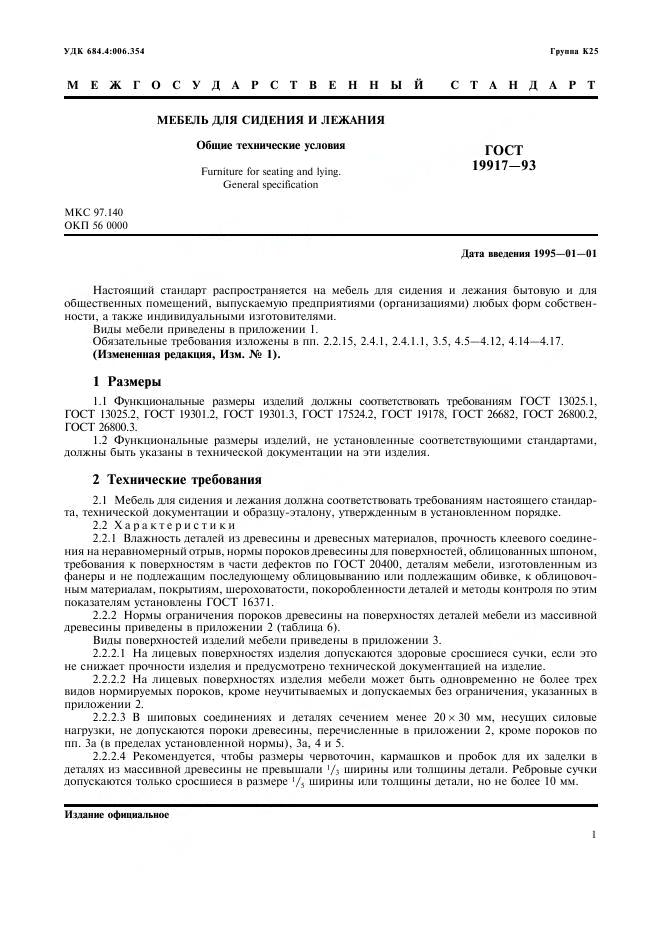 УДК 684.4:006.354 Группа К25
МЕЖГОСУДАРСТВЕННЫЙ СТАНДАРТ
МЕБЕЛЬ ДЛЯ СИДЕНИЯ И ЛЕЖАНИЯ
Общие технические условия
Furniture for seating and lying.
General specification
ГОСТ
19917—93
МКС 97.140
ОКП 56 0000
Дата введения 1995—01—01
Настоящий стандарт распространяется на мебель для сидения и лежания бытовую и для
общественных помещений, выпускаемую предприятиями (организациями) любых форм собствен-
ности, а также индивидуальными изготовителями.
Виды мебели приведены в приложении 1.
Обязательные требования изложены в пп. 2.2.15, 2.4.1, 2.4.1.1, 3.5, 4.5—4.12, 4.14—4.17.
(Измененная редакция, Изм. № 1).
1 Размеры
1.1 Функциональные размеры изделий должны соответствовать требованиям ГОСТ 13025.1,
ГОСТ 13025.2, ГОСТ 19301.2, ГОСТ 19301.3, ГОСТ 17524.2, ГОСТ 19178, ГОСТ 26682, ГОСТ 26800.2,
ГОСТ 26800.3.
1.2 Функциональные размеры изделий, не установленные соответствующими стандартами,
должны быть указаны в технической документации на эти изделия.
2 Технические требования
2.1 Мебель для сидения и лежания должна соответствовать требованиям настоящего стандар-
та, технической документации и образцу-эталону, утвержденным в установленном порядке.
2.2 Характеристики
2.2.1 Влажность деталей из древесины и древесных материалов, прочность клеевого соедине-
ния на неравномерный отрыв, нормы пороков древесины для поверхностей, облицованных шпоном,
требования к поверхностям в части дефектов по ГОСТ 20400, деталям мебели, изготовленным из
фанеры и не подлежащим последующему облицовыванию или подлежащим обивке, к облицовоч-
ным материалам, покрытиям, шероховатости, покоробленности деталей и методы контроля по этим
показателям установлены ГОСТ 16371.
2.2.2 Нормы ограничения пороков древесины на поверхностях деталей мебели из массивной
древесины приведены в приложении 2 (таблица 6).
Виды поверхностей изделий мебели приведены в приложении 3.
2.2.2.1 На лицевых поверхностях изделия допускаются здоровые сросшиеся сучки, если это
не снижает прочности изделия и предусмотрено технической документацией на изделие.
2.2.2.2 На лицевых поверхностях изделия мебели может быть одновременно не более трех
видов нормируемых пороков, кроме неучитываемых и допускаемых без ограничения, указанных в
приложении 2.
2.2.2.3 В шиповых соединениях и деталях сечением менее 20 × 30 мм, несущих силовые
нагрузки, не допускаются пороки древесины, перечисленные в приложении 2, кроме пороков по
пп. 3а (в пределах установленной нормы), 3а, 4 и 5.
2.2.2.4 Рекомендуется, чтобы размеры червоточин, кармашков и пробок для их заделки в
деталях из массивной древесины не превышали 1/3 ширины или толщины детали. Ребровые сучки
допускаются только сросшиеся в размере 1/5 ширины или толщины детали, но не более 10 мм.
Издание официальное
1